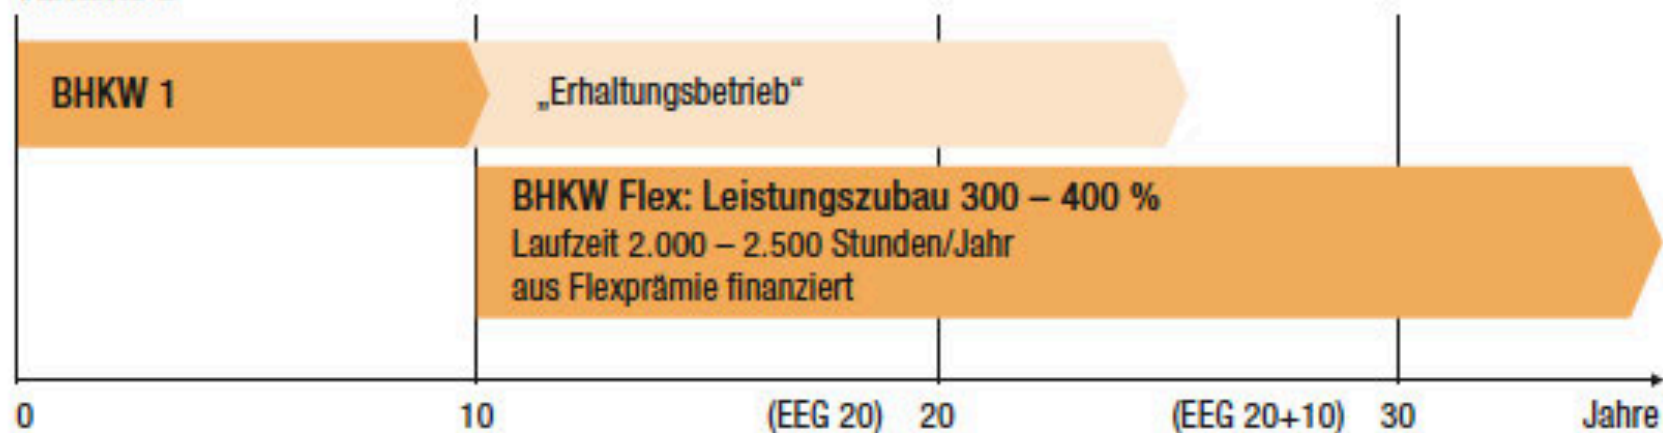 BHKW 1
„Erhaltungsbetrieb“
BHKW Flex: Leistungszubau 300 – 400 %
Laufzeit 2.000 – 2.500 Stunden/Jahr
aus Flexprämie finanziert
0 10 (EEG 20) 20 (EEG 20+10) 30 Jahre